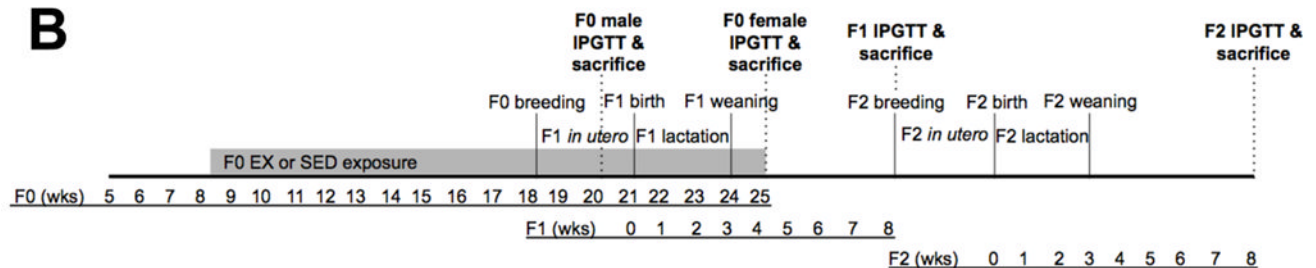 B
F0 male
IPGTT &
sacrifice
F0 female
IPGTT &
sacrifice
F1 IPGTT &
sacrifice
F2 IPGTT &
sacrifice
F0 breeding
F1 birth
F1 weaning
F2 breeding
F2 birth
F2 weaning
F1 in utero
F1 lactation
F2 in utero
F2 lactation
F0 EX or SED exposure
F0 (wks) 5 6 7 8 9 10 11 12 13 14 15 16 17 18 19 20 21 22 23 24 25
F1 (wks) 0 1 2 3 4 5 6 7 8
F2 (wks) 0 1 2 3 4 5 6 7 8